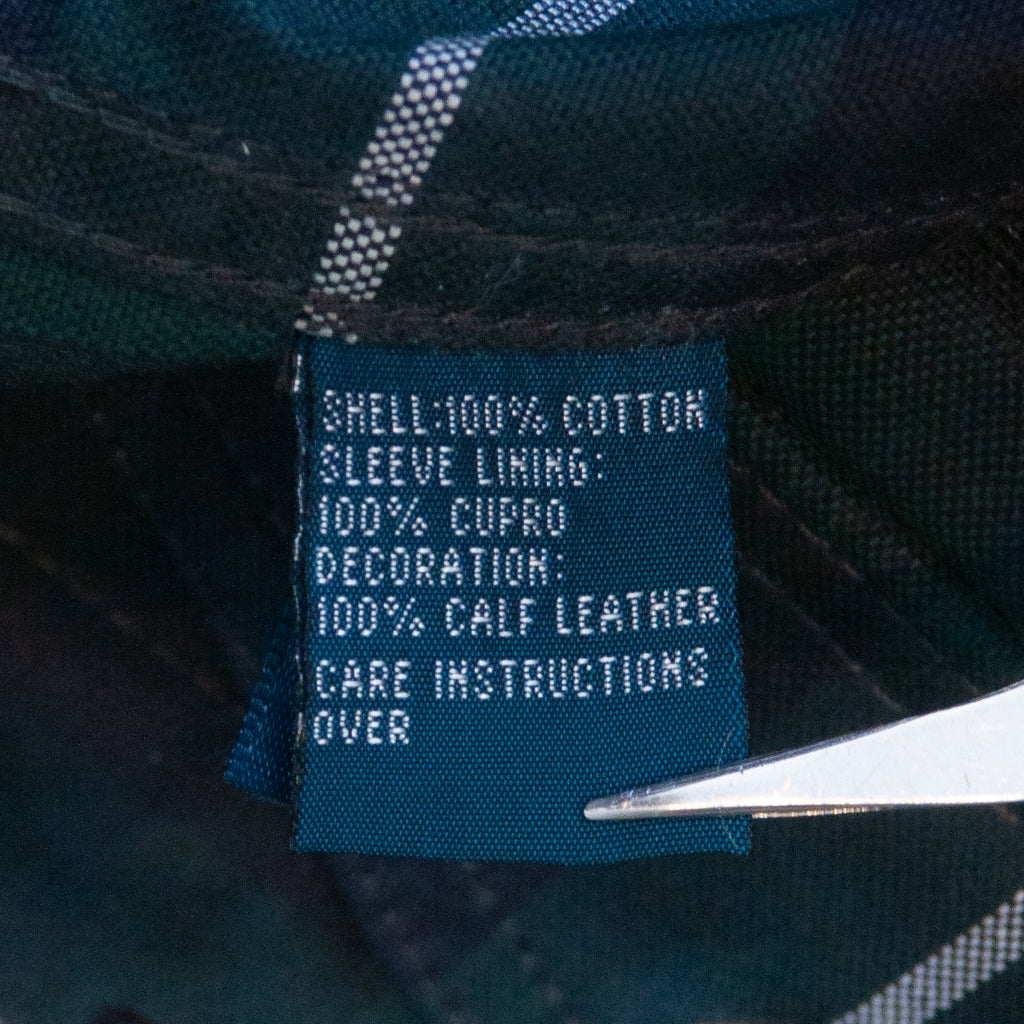 SHELL:100% COTTON
SLEEVE LINING:
100% CUPRO
DECORATION:
100% CALF LEATHER
CARE INSTRUCTIONS
OVER